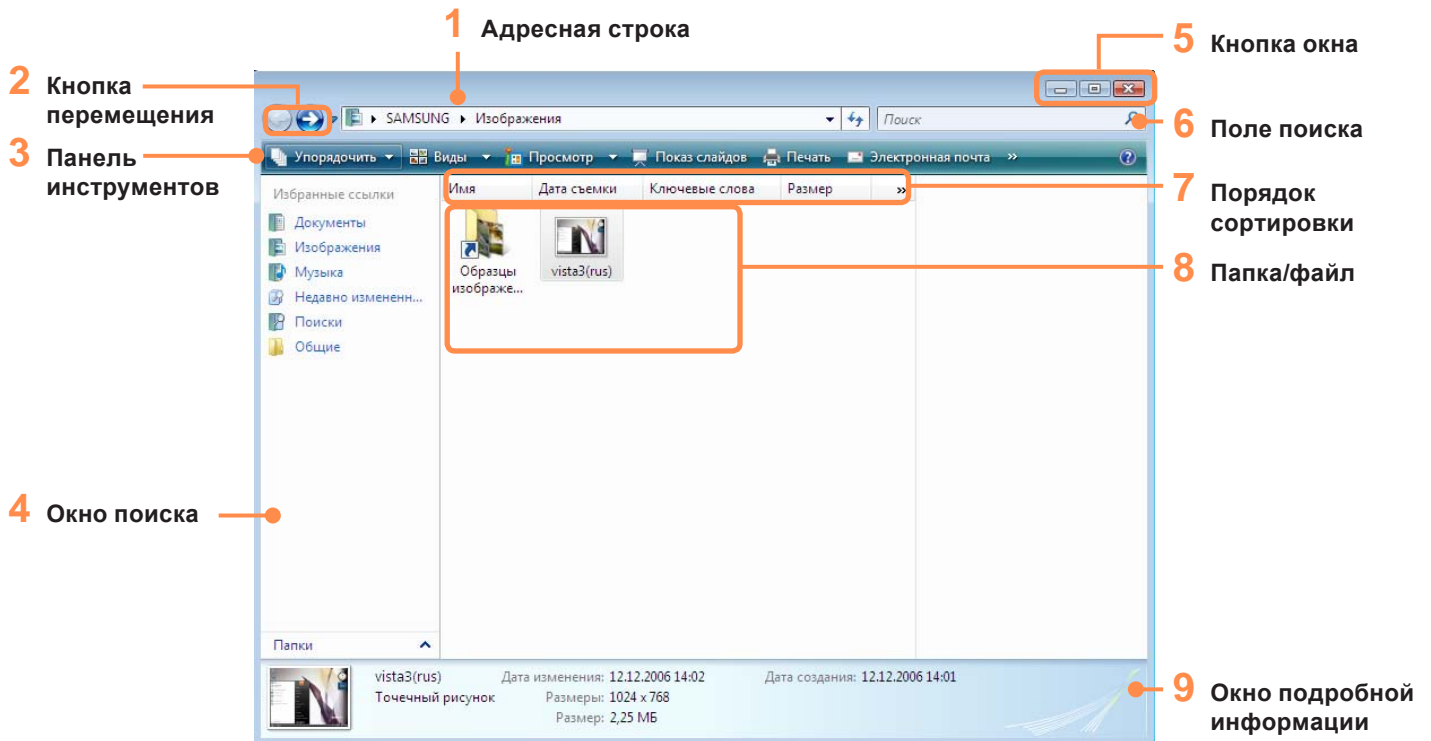 1 Адресная строка
5 Кнопка окна
2 Кнопка
перемещения
SAMSUNG Изображения
Поиск
6 Поле поиска
3 Панель
инструментов
Упорядочить Виды Просмотр Показ слайдов Печать Электронная почта »
Избранные ссылки
Документы
Изображения
Музыка
Недавно измененн...
Поиски
Общие
Имя Дата съемки Ключевые слова Размер »
7 Порядок
сортировки
Образцы
изображе...
vista3(rus)
8 Папка/файл
4 Окно поиска
Папки
vista3(rus)
Точечный рисунок
Дата изменения: 12.12.2006 14:02
Размеры: 1024 x 768
Размер: 2,25 МБ
Дата создания: 12.12.2006 14:01
9 Окно подробной
информации